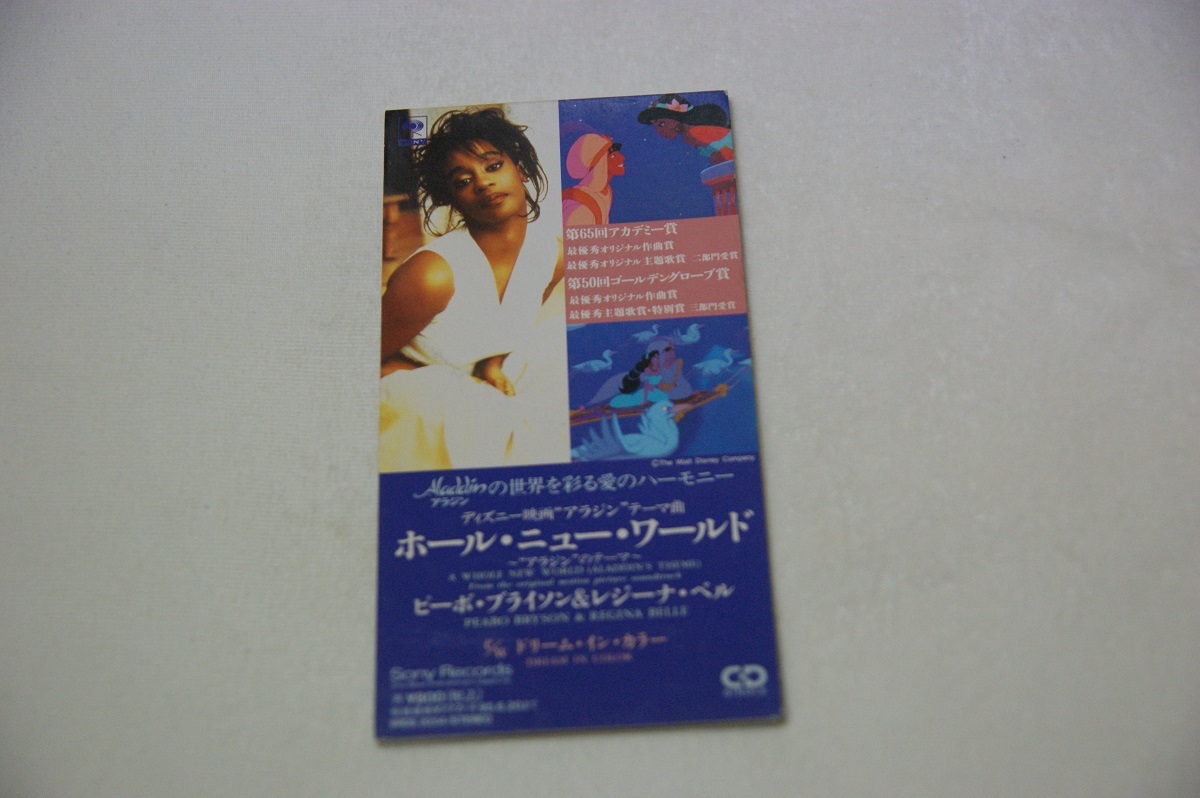 SONY
第65回アカデミー賞
最優秀オリジナル作曲賞
最優秀オリジナル主題歌賞 二部門受賞
第50回ゴールデングローブ賞
最優秀オリジナル作曲賞
最優秀主題歌賞・特別賞 三部門受賞
©The Walt Disney Company
Aladdinの世界を彩る愛のハーモニー
アラジン
ディズニー映画"アラジン"テーマ曲
ホール・ニュー・ワールド
〜"アラジン"のテーマ〜
A WHOLE NEW WORLD (ALADDIN'S THEME)
From the original motion picture soundtrack
ピーボ・ブライソン&レジーナ・ベル
PEABO BRYSON & REGINA BELLE
C/W ドリーム・イン・カラー
DREAM IN COLOR
Sony Records